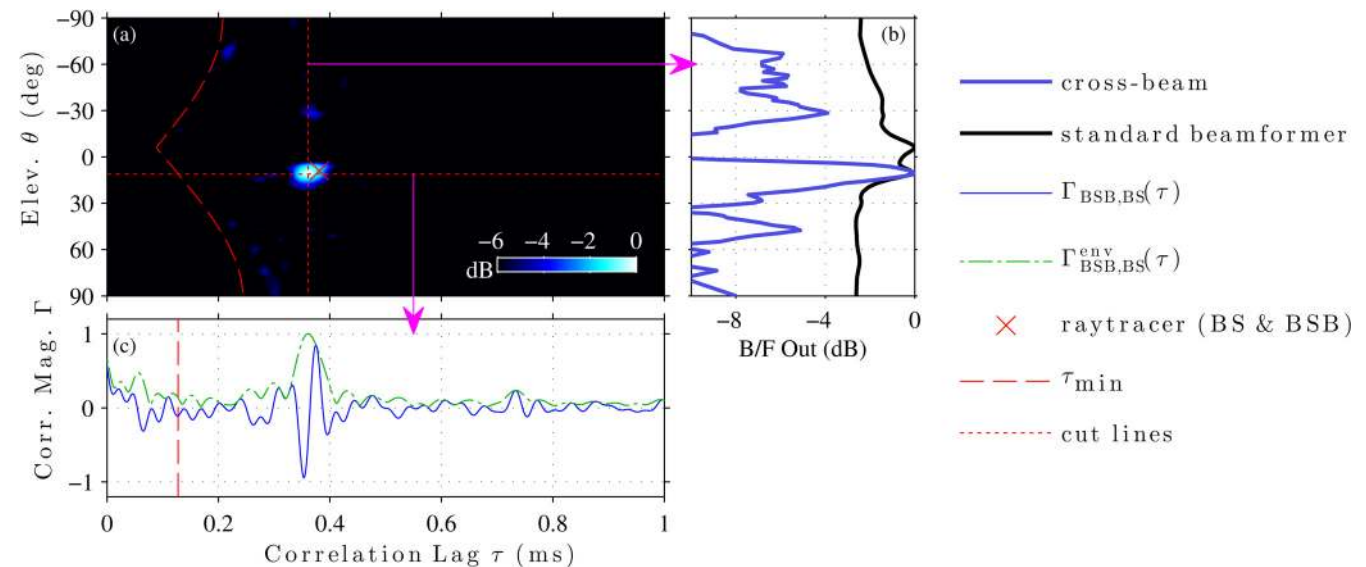 −90
−60
−30
0
30
60
90
Elev. θ (deg)
(a)
−6 −4 −2 0
dB
(b)
−8 −4 0
B/F Out (dB)
1
0
−1
Corr. Mag. Γ
(c)
0 0.2 0.4 0.6 0.8 1
Correlation Lag τ (ms)
cross-beam
standard beamformer
Γ_BSB,BS(τ)
Γ^env_BSB,BS(τ)
raytracer (BS & BSB)
τ_min
cut lines